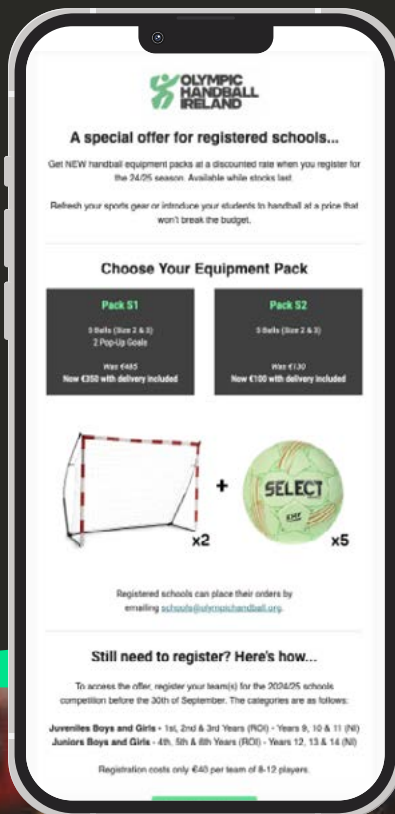 OLYMPIC
HANDBALL
IRELAND
A special offer for registered schools...
Get NEW handball equipment packs at a discounted rate when you register for
the 24/25 season. Available while stocks last
Refresh your sports gear or introduce your students to handball at a price that
won't break the budget.
Choose Your Equipment Pack
Pack S1
5 Balls (Size 2 & 3)
2 Pop-Up Goals
Was €485
Now €350 with delivery included
Pack S2
5 Balls (Size 2 & 3)
Was €130
Now €100 with delivery included
+
SELECT
EHF
x2
x5
Registered schools can place their orders by
emailing schools@olympichandball.org.
Still need to register? Here's how...
To access the offer, register your team(s) for the 2024/25 schools
competition before the 30th of September. The categories are as follows:
Juveniles Boys and Girls - 1st, 2nd & 3rd Years (ROI) - Years 9, 10 & 11 (NI)
Juniors Boys and Girls - 4th, 5th & 6th Years (ROI) - Years 12, 13 & 14 (NI)
Registration costs only €40 per team of 8-12 players.